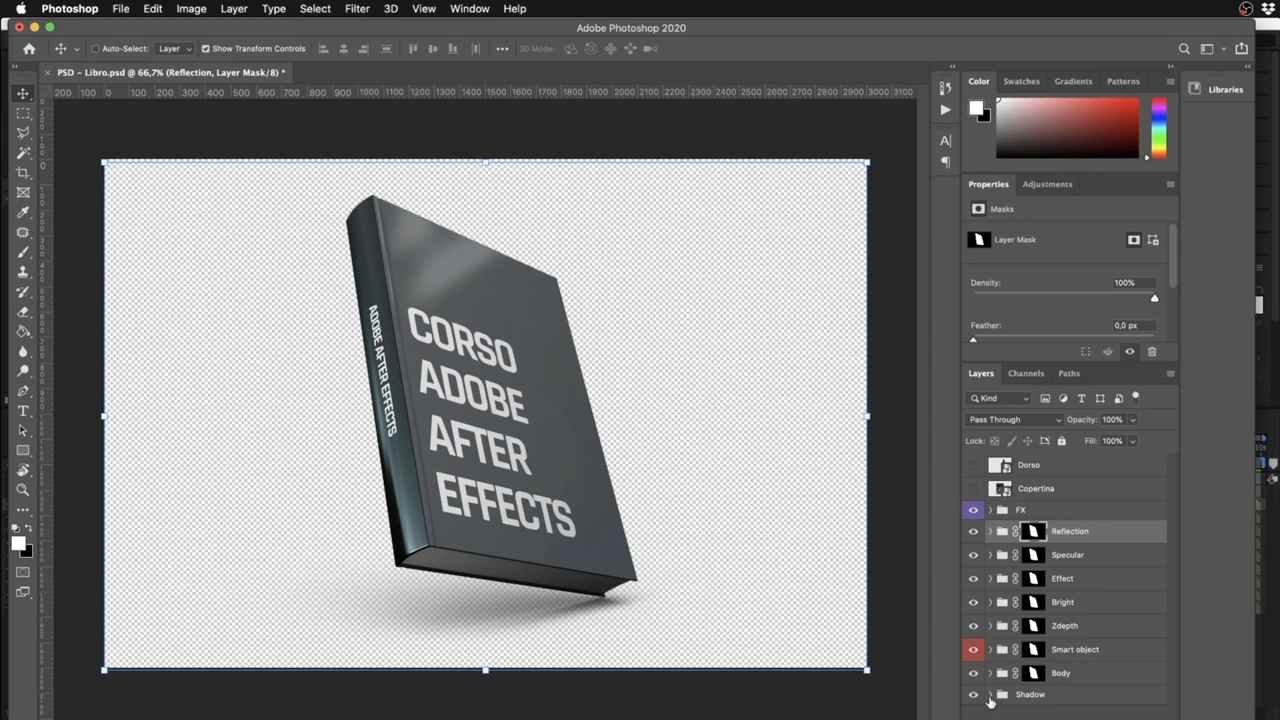 Photoshop File Edit Image Layer Type Select Filter 3D View Window Help
Adobe Photoshop 2020
Auto-Select: Layer Show Transform Controls 3D Mode:
PSD – Libro.psd @ 66,7% (Reflection, Layer Mask/8) *
200 100 0 100 200 300 400 500 600 700 800 900 1000 1100 1200 1300 1400 1500 1600 1700 1800 1900 2000 2100 2200 2300 2400 2500 2600 2700 2800 2900 3000 3100
CORSO
ADOBE
AFTER
EFFECTS
ADOBE AFTER EFFECTS
Color Swatches Gradients Patterns
Libraries
Properties Adjustments
Masks
Layer Mask
Density: 100%
Feather: 0,0 px
Layers Channels Paths
Kind
Pass Through Opacity: 100%
Lock: Fill: 100%
Dorso
Copertina
FX
Reflection
Specular
Effect
Bright
Zdepth
Smart object
Body
Shadow